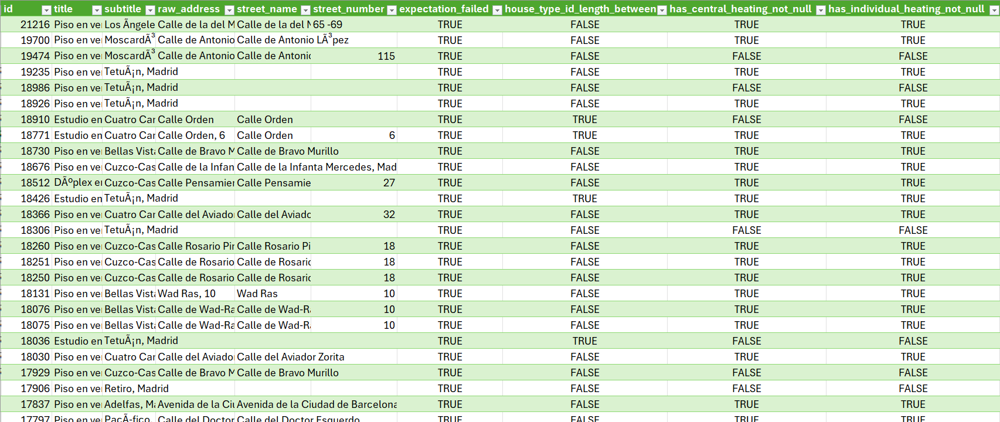 id title subtitle raw_address street_name street_number expectation_failed house_type_id_length_between has_central_heating_not_null has_individual_heating_not_null
21216 Piso en ve Los Ãngele Calle de la del M Calle de la del M 65 -69 TRUE FALSE TRUE TRUE
19700 Piso en ve MoscardÃ³ Calle de Antonio Calle de Antonio LÃ³pez TRUE FALSE TRUE TRUE
19474 Piso en ve MoscardÃ³ Calle de Antonio Calle de Antonio 115 TRUE FALSE FALSE FALSE
19235 Piso en ve TetuÃ¡n, Madrid TRUE FALSE TRUE TRUE
18986 Piso en ve TetuÃ¡n, Madrid TRUE FALSE FALSE FALSE
18926 Piso en ve TetuÃ¡n, Madrid TRUE FALSE TRUE TRUE
18910 Estudio en Cuatro Car Calle Orden Calle Orden TRUE TRUE FALSE FALSE
18771 Estudio en Cuatro Car Calle Orden, 6 Calle Orden 6 TRUE TRUE TRUE TRUE
18730 Piso en ve Bellas Vista Calle de Bravo M Calle de Bravo Murillo TRUE FALSE TRUE TRUE
18676 Piso en ve Cuzco-Cas Calle de la Infan Calle de la Infanta Mercedes, Mad TRUE FALSE TRUE TRUE
18512 DÃºplex en Cuzco-Cas Calle Pensamier Calle Pensamie 27 TRUE FALSE TRUE TRUE
18426 Estudio en TetuÃ¡n, Madrid TRUE TRUE TRUE TRUE
18366 Piso en ve Cuatro Car Calle del Aviador Calle del Aviado 32 TRUE FALSE TRUE TRUE
18306 Piso en ve TetuÃ¡n, Madrid TRUE FALSE FALSE FALSE
18260 Piso en ve Cuzco-Cas Calle Rosario Pir Calle Rosario Pi 18 TRUE FALSE TRUE TRUE
18251 Piso en ve Cuzco-Cas Calle de Rosario Calle de Rosario 18 TRUE FALSE TRUE TRUE
18250 Piso en ve Cuzco-Cas Calle de Rosario Calle de Rosario 18 TRUE FALSE TRUE TRUE
18131 Piso en ve Bellas Vista Wad Ras, 10 Wad Ras 10 TRUE FALSE TRUE TRUE
18076 Piso en ve Bellas Vista Calle de Wad-Ra Calle de Wad-R 10 TRUE FALSE TRUE TRUE
18075 Piso en ve Bellas Vista Calle de Wad-Ra Calle de Wad-R 10 TRUE FALSE TRUE TRUE
18036 Estudio en TetuÃ¡n, Madrid TRUE TRUE FALSE FALSE
18030 Piso en ve Cuatro Car Calle del Aviador Calle del Aviador Zorita TRUE FALSE TRUE TRUE
17929 Piso en ve Cuzco-Cas Calle de Bravo M Calle de Bravo Murillo TRUE FALSE FALSE FALSE
17906 Piso en ve Retiro, Madrid TRUE FALSE FALSE FALSE
17837 Piso en ve Adelfas, Ma Avenida de la Ciu Avenida de la Ciudad de Barcelona TRUE FALSE TRUE TRUE
17797 Piso en ve PacÃ-fico, Calle del Doctor Calle del Doctor Esquerdo TRUE FALSE TRUE TRUE